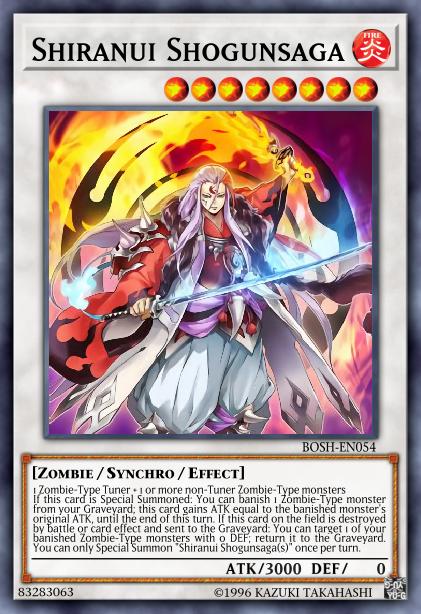 Shiranui Shogunsaga
FIRE
炎
BOSH-EN054
[Zombie / Synchro / Effect]
1 Zombie-Type Tuner + 1 or more non-Tuner Zombie-Type monsters
If this card is Special Summoned: You can banish 1 Zombie-Type monster
from your Graveyard; this card gains ATK equal to the banished monster's
original ATK, until the end of this turn. If this card on the field is destroyed
by battle or card effect and sent to the Graveyard: You can target 1 of your
banished Zombie-Type monsters with 0 DEF; return it to the Graveyard.
You can only Special Summon "Shiranui Shogunsaga(s)" once per turn.
ATK/3000 DEF/ 0
83283063
©1996 KAZUKI TAKAHASHI